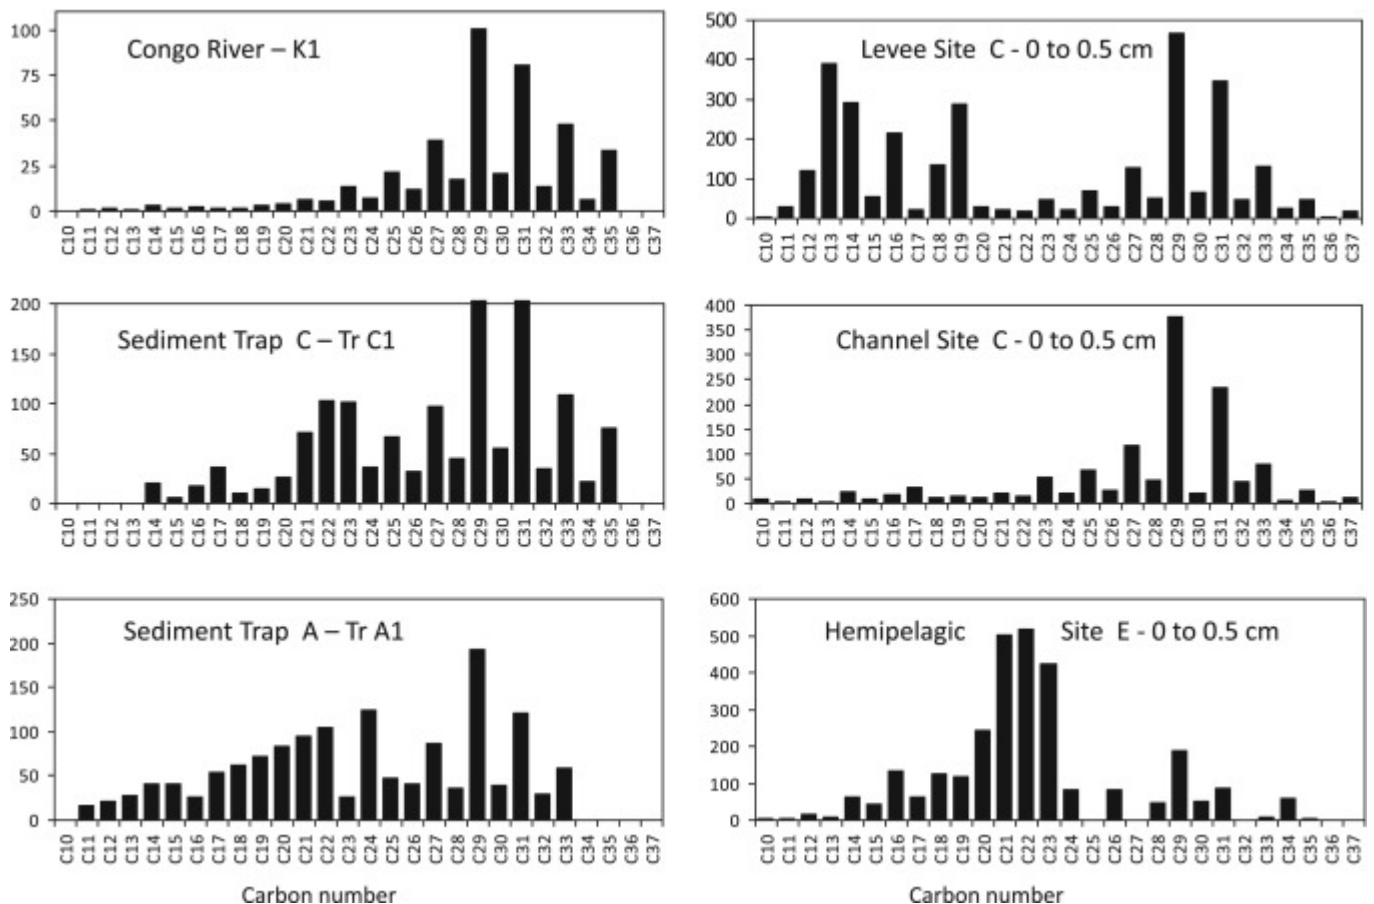 Congo River – K1
100
75
50
25
0
C10 C11 C12 C13 C14 C15 C16 C17 C18 C19 C20 C21 C22 C23 C24 C25 C26 C27 C28 C29 C30 C31 C32 C33 C34 C35 C36 C37
Levee Site C - 0 to 0.5 cm
500
400
300
200
100
0
C10 C11 C12 C13 C14 C15 C16 C17 C18 C19 C20 C21 C22 C23 C24 C25 C26 C27 C28 C29 C30 C31 C32 C33 C34 C35 C36 C37
Sediment Trap C – Tr C1
200
150
100
50
0
C10 C11 C12 C13 C14 C15 C16 C17 C18 C19 C20 C21 C22 C23 C24 C25 C26 C27 C28 C29 C30 C31 C32 C33 C34 C35 C36 C37
Channel Site C - 0 to 0.5 cm
400
350
300
250
200
150
100
50
0
C10 C11 C12 C13 C14 C15 C16 C17 C18 C19 C20 C21 C22 C23 C24 C25 C26 C27 C28 C29 C30 C31 C32 C33 C34 C35 C36 C37
Sediment Trap A – Tr A1
250
200
150
100
50
0
C10 C11 C12 C13 C14 C15 C16 C17 C18 C19 C20 C21 C22 C23 C24 C25 C26 C27 C28 C29 C30 C31 C32 C33 C34 C35 C36 C37
Carbon number
Hemipelagic Site E - 0 to 0.5 cm
600
500
400
300
200
100
0
C10 C11 C12 C13 C14 C15 C16 C17 C18 C19 C20 C21 C22 C23 C24 C25 C26 C27 C28 C29 C30 C31 C32 C33 C34 C35 C36 C37
Carbon number